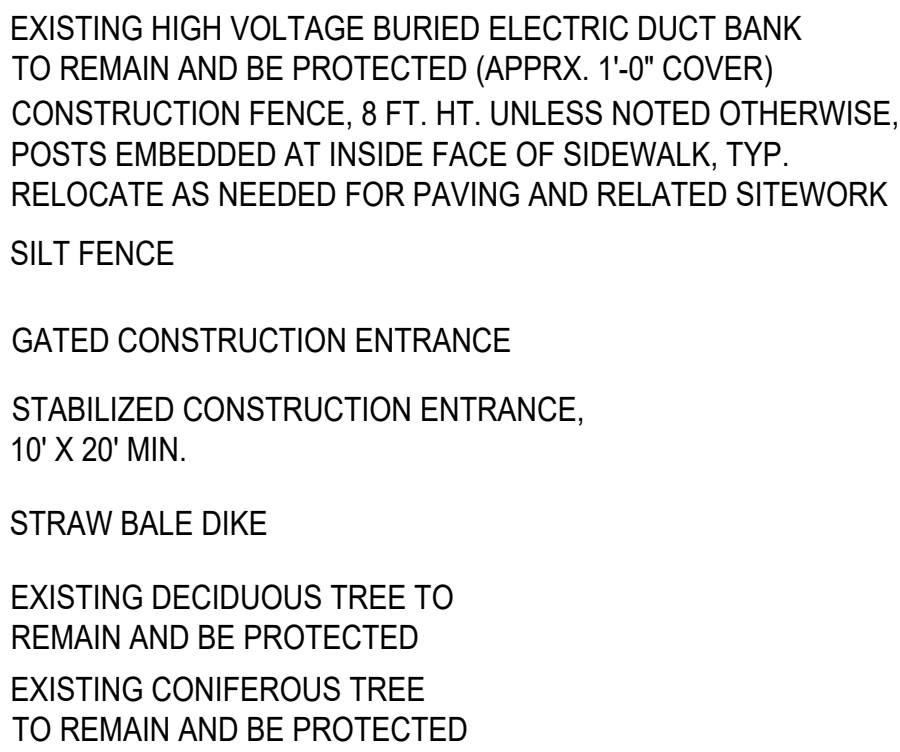 EXISTING HIGH VOLTAGE BURIED ELECTRIC DUCT BANK
TO REMAIN AND BE PROTECTED (APPRX. 1'-0" COVER)
CONSTRUCTION FENCE, 8 FT. HT. UNLESS NOTED OTHERWISE,
POSTS EMBEDDED AT INSIDE FACE OF SIDEWALK, TYP.
RELOCATE AS NEEDED FOR PAVING AND RELATED SITEWORK
SILT FENCE
GATED CONSTRUCTION ENTRANCE
STABILIZED CONSTRUCTION ENTRANCE,
10' X 20' MIN.
STRAW BALE DIKE
EXISTING DECIDUOUS TREE TO
REMAIN AND BE PROTECTED
EXISTING CONIFEROUS TREE
TO REMAIN AND BE PROTECTED